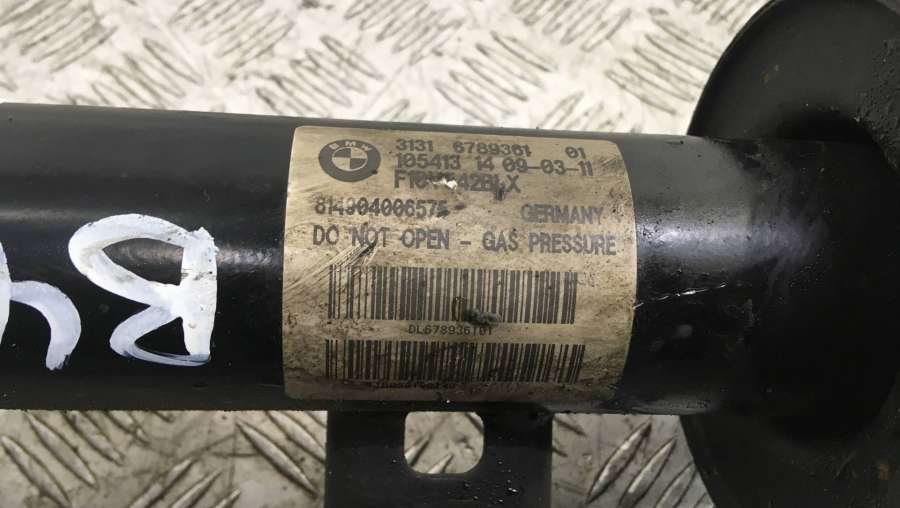 BMW
3131 6789361 01
105413 14 09-03-11
814904006575 GERMANY
DO NOT OPEN - GAS PRESSURE
DL678936101
B